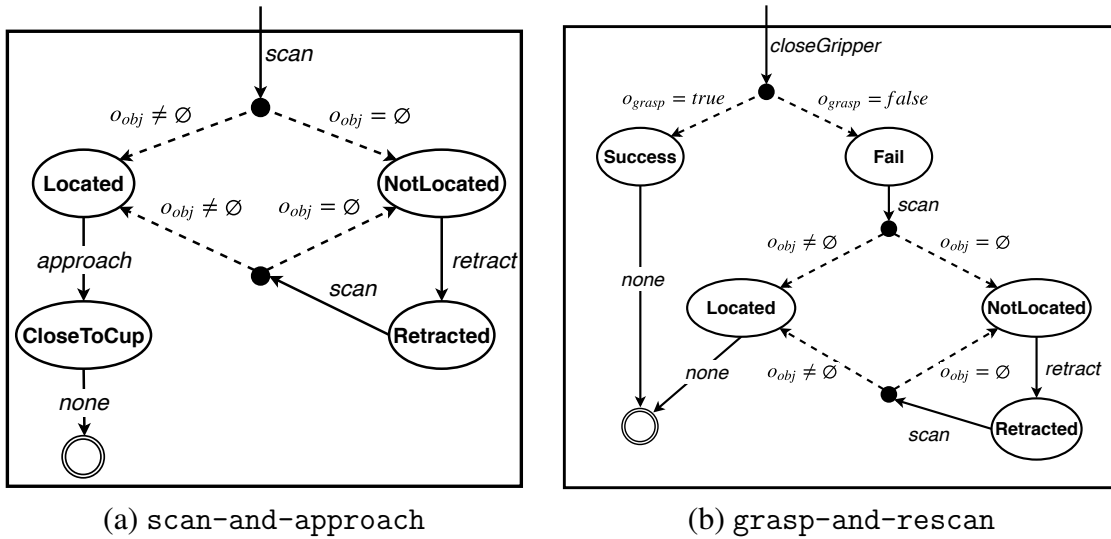 scan
o_obj ≠ ∅
o_obj = ∅
Located
NotLocated
o_obj ≠ ∅
o_obj = ∅
approach
retract
scan
CloseToCup
Retracted
none
(a) scan-and-approach
closeGripper
o_grasp = true
o_grasp = false
Success
Fail
scan
o_obj ≠ ∅
o_obj = ∅
none
Located
NotLocated
none
o_obj ≠ ∅
o_obj = ∅
retract
scan
Retracted
(b) grasp-and-rescan